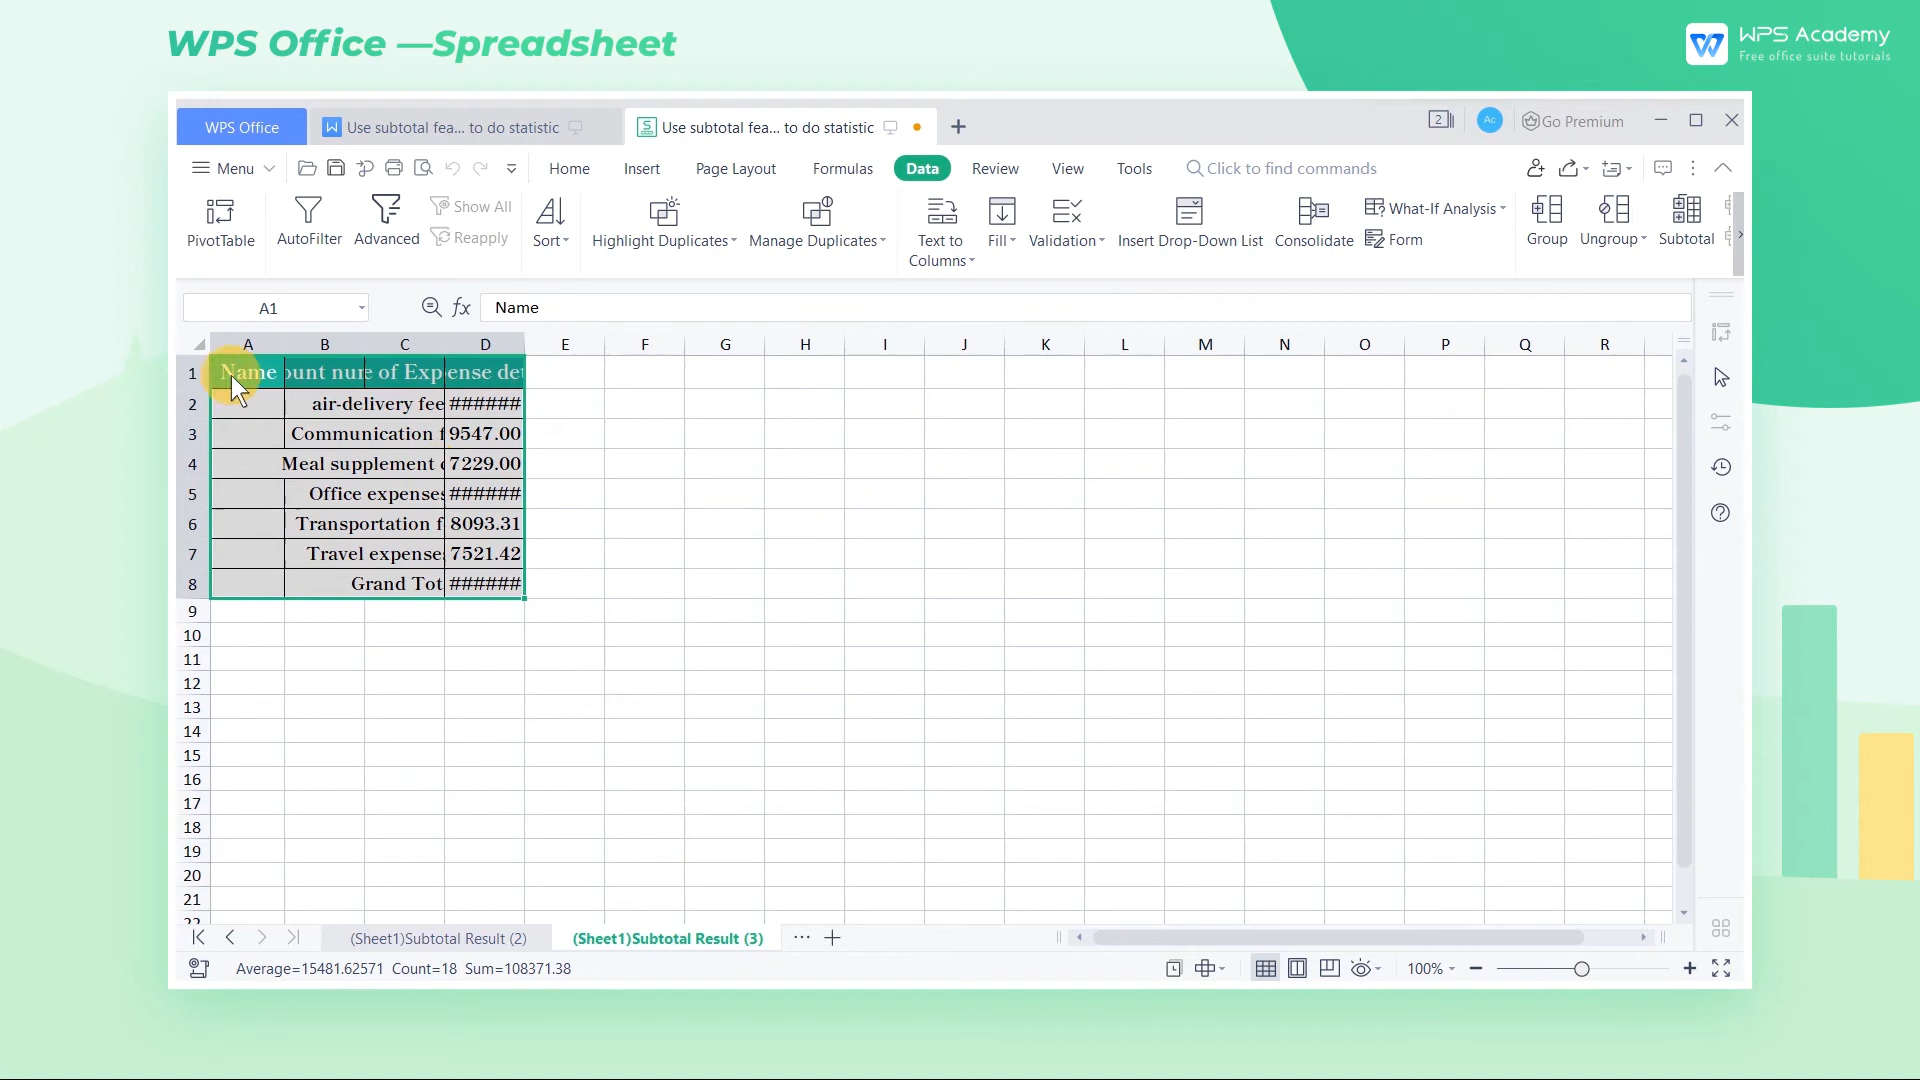 WPS Office —Spreadsheet
WPS Academy
Free office suite tutorials
WPS Office
Use subtotal fea... to do statistic
Use subtotal fea... to do statistic
2
Ac
Go Premium
Menu
Home
Insert
Page Layout
Formulas
Data
Review
View
Tools
Click to find commands
PivotTable
AutoFilter
Advanced
Show All
Reapply
Sort
Highlight Duplicates
Manage Duplicates
Text to
Columns
Fill
Validation
Insert Drop-Down List
Consolidate
What-If Analysis
Form
Group
Ungroup
Subtotal
A1
fx
Name
A B C D E F G H I J K L M N O P Q R
1 Name ount nur e of Exp ense det
2 air-delivery fee ######
3 Communication f 9547.00
4 Meal supplement 7229.00
5 Office expenses ######
6 Transportation f 8093.31
7 Travel expense 7521.42
8 Grand Tot ######
9
10
11
12
13
14
15
16
17
18
19
20
21
22
(Sheet1)Subtotal Result (2)
(Sheet1)Subtotal Result (3)
...
Average=15481.62571 Count=18 Sum=108371.38
100%